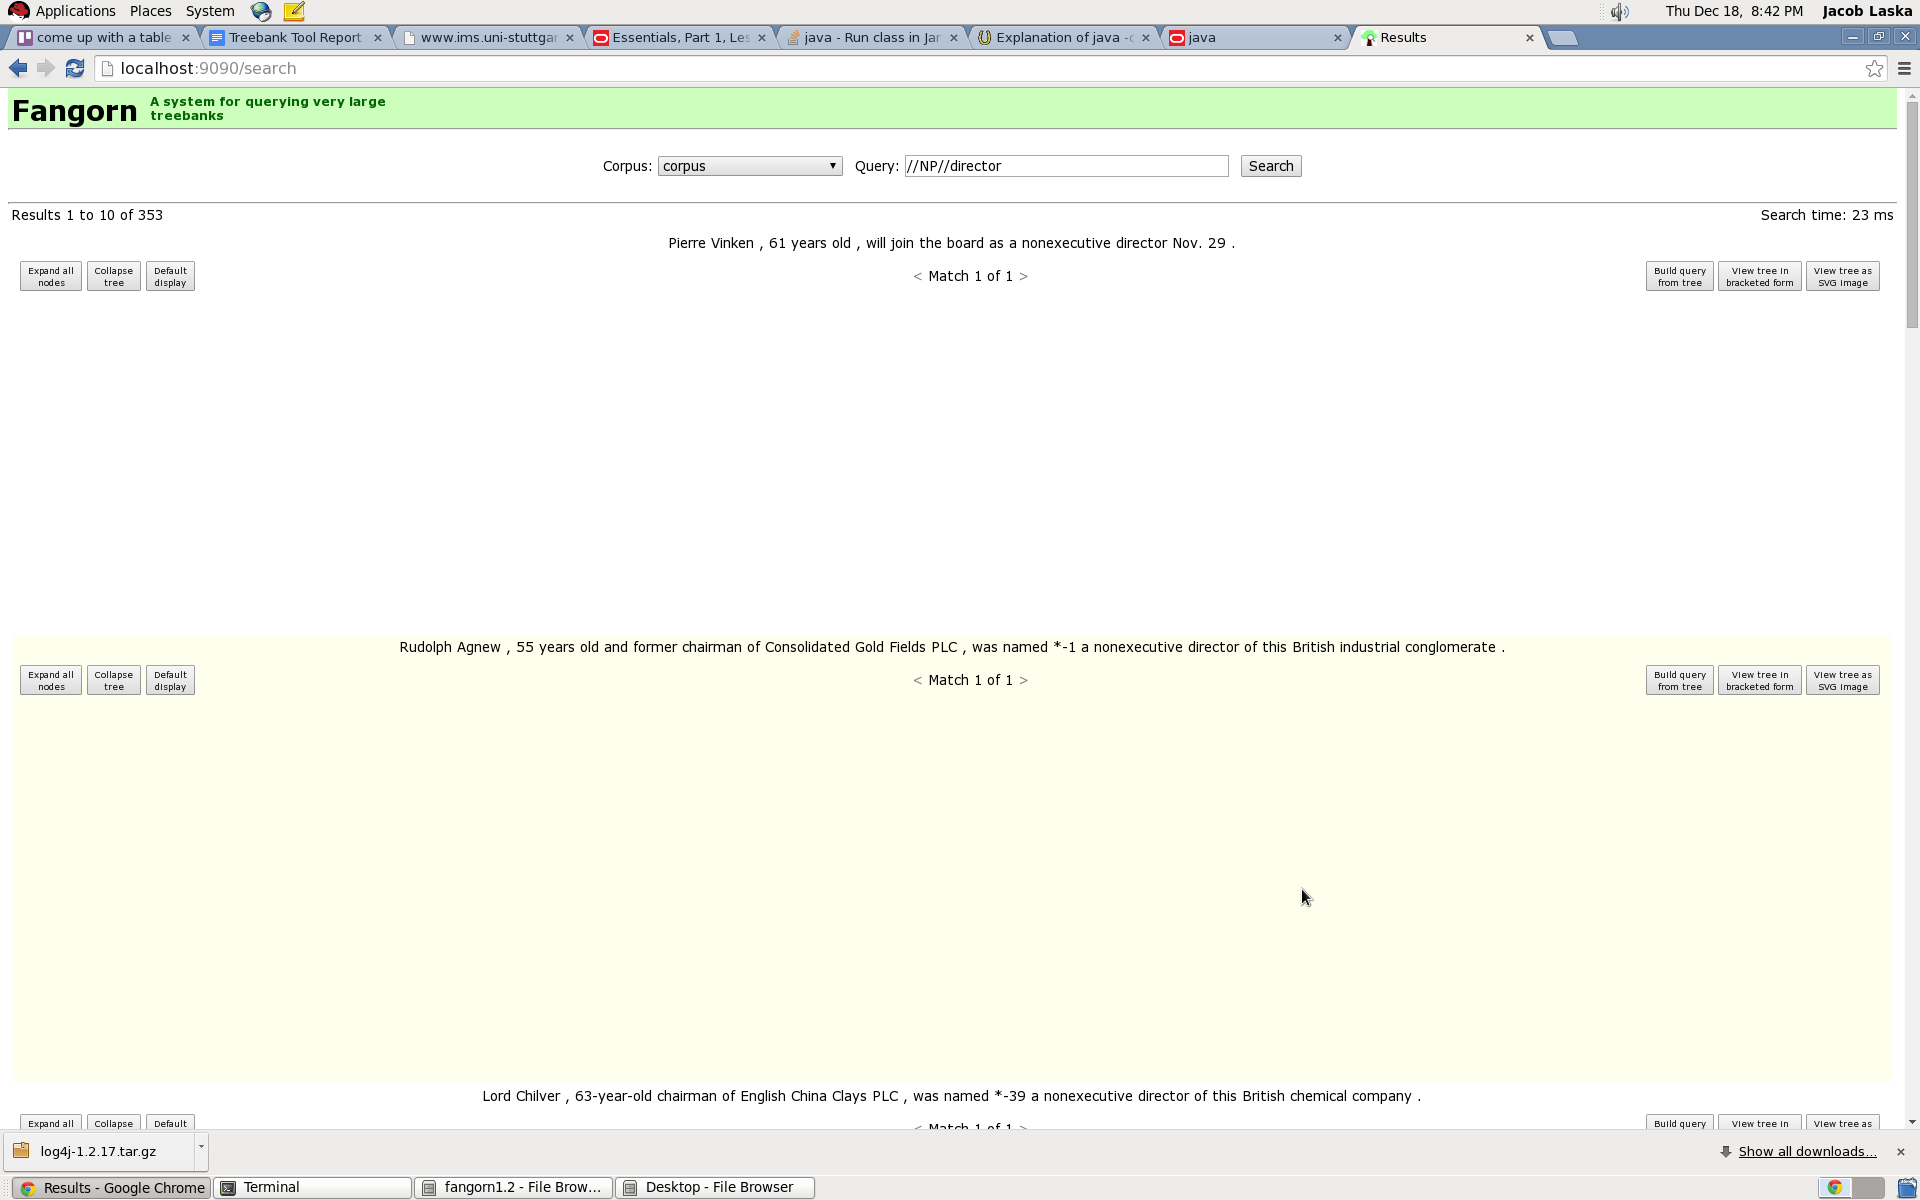 Applications Places System Thu Dec 18, 8:42 PM Jacob Laska
come up with a table Treebank Tool Report www.ims.uni-stuttgar Essentials, Part 1, Les java - Run class in Jar Explanation of java -c java Results
localhost:9090/search
Fangorn A system for querying very large
treebanks
Corpus: corpus Query: //NP//director Search
Results 1 to 10 of 353 Search time: 23 ms
Pierre Vinken , 61 years old , will join the board as a nonexecutive director Nov. 29 .
Expand all nodes Collapse tree Default display < Match 1 of 1 > Build query from tree View tree in bracketed form View tree as SVG image
Rudolph Agnew , 55 years old and former chairman of Consolidated Gold Fields PLC , was named *-1 a nonexecutive director of this British industrial conglomerate .
Expand all nodes Collapse tree Default display < Match 1 of 1 > Build query from tree View tree in bracketed form View tree as SVG image
Lord Chilver , 63-year-old chairman of English China Clays PLC , was named *-39 a nonexecutive director of this British chemical company .
Expand all Collapse Default Match 1 of 1 Build query View tree in View tree as
log4j-1.2.17.tar.gz Show all downloads...
Results - Google Chrome Terminal fangorn1.2 - File Brow... Desktop - File Browser